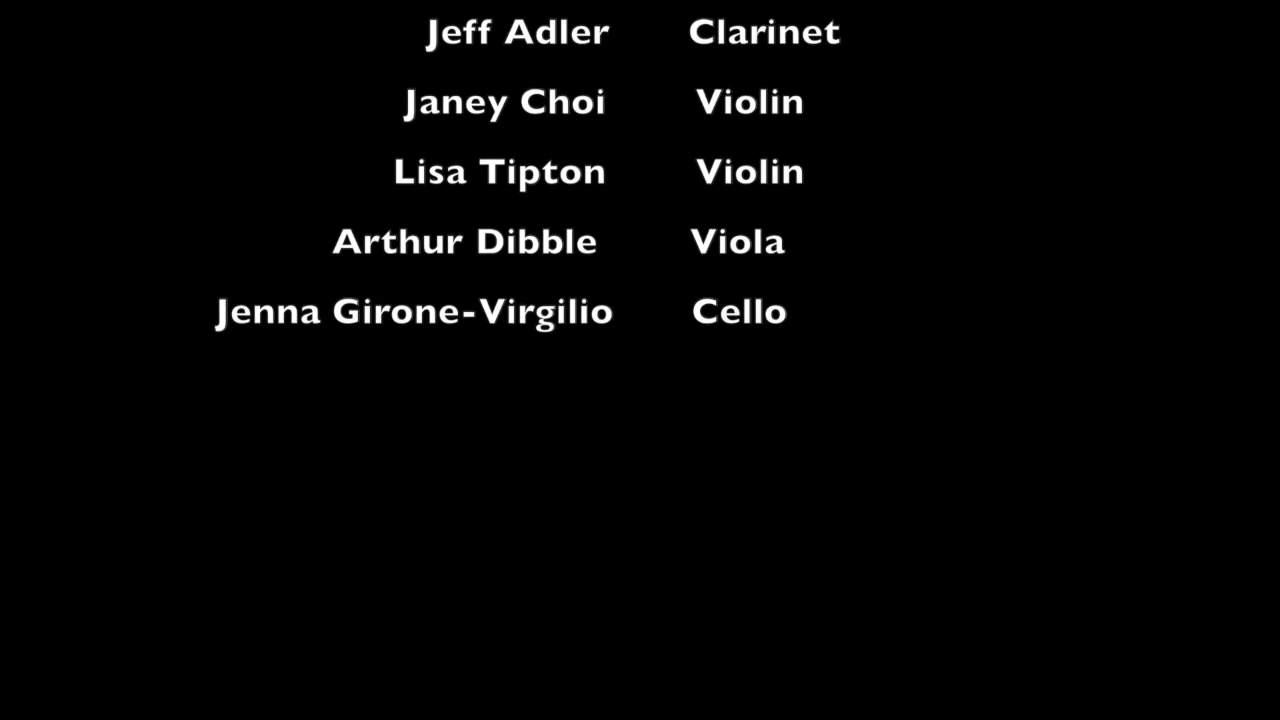 Jeff Adler Clarinet
Janey Choi Violin
Lisa Tipton Violin
Arthur Dibble Viola
Jenna Girone-Virgilio Cello